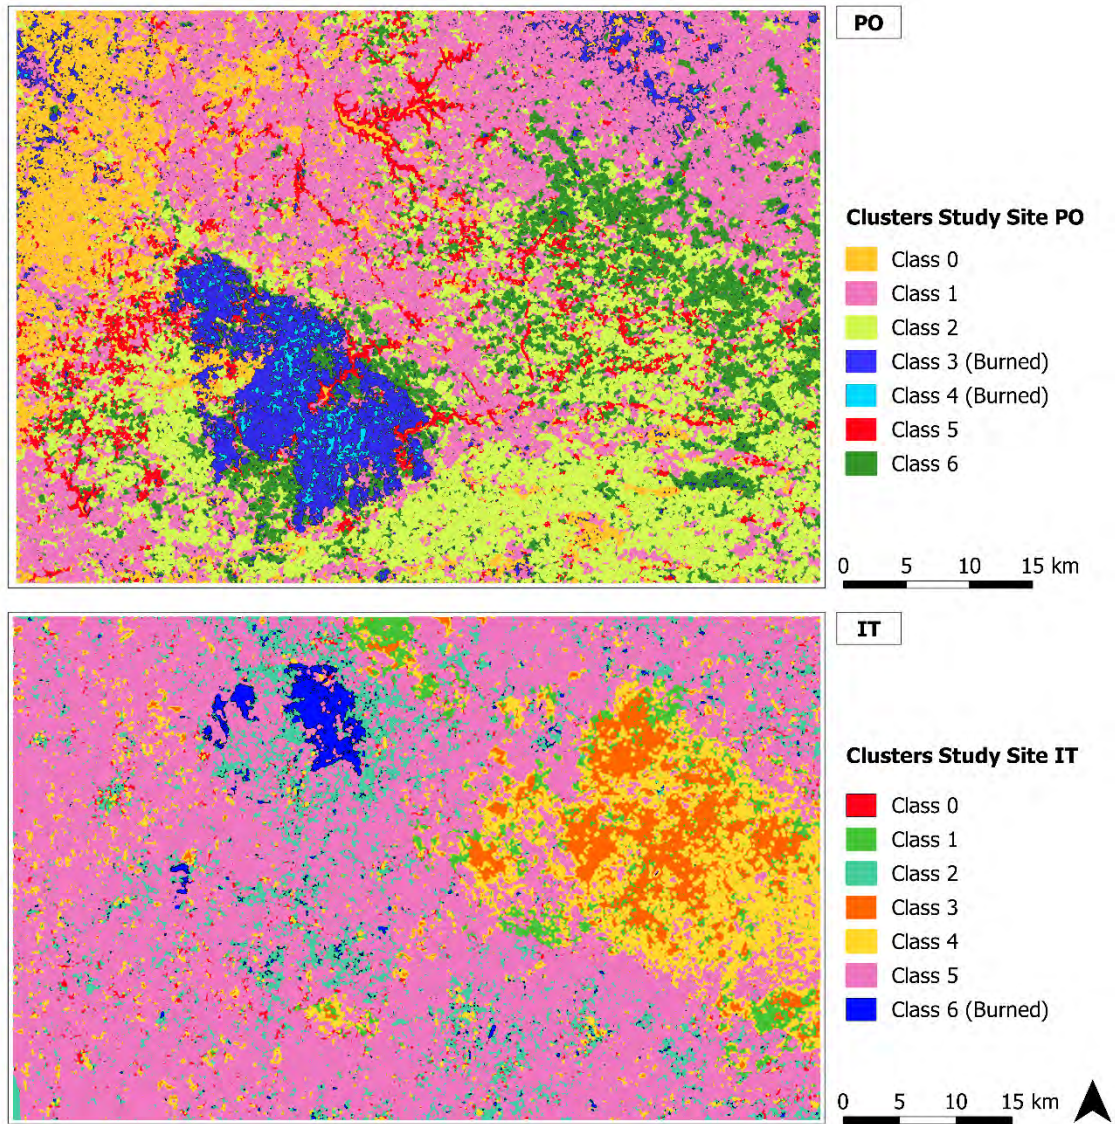 PO
Clusters Study Site PO
Class 0
Class 1
Class 2
Class 3 (Burned)
Class 4 (Burned)
Class 5
Class 6
0 5 10 15 km
IT
Clusters Study Site IT
Class 0
Class 1
Class 2
Class 3
Class 4
Class 5
Class 6 (Burned)
0 5 10 15 km